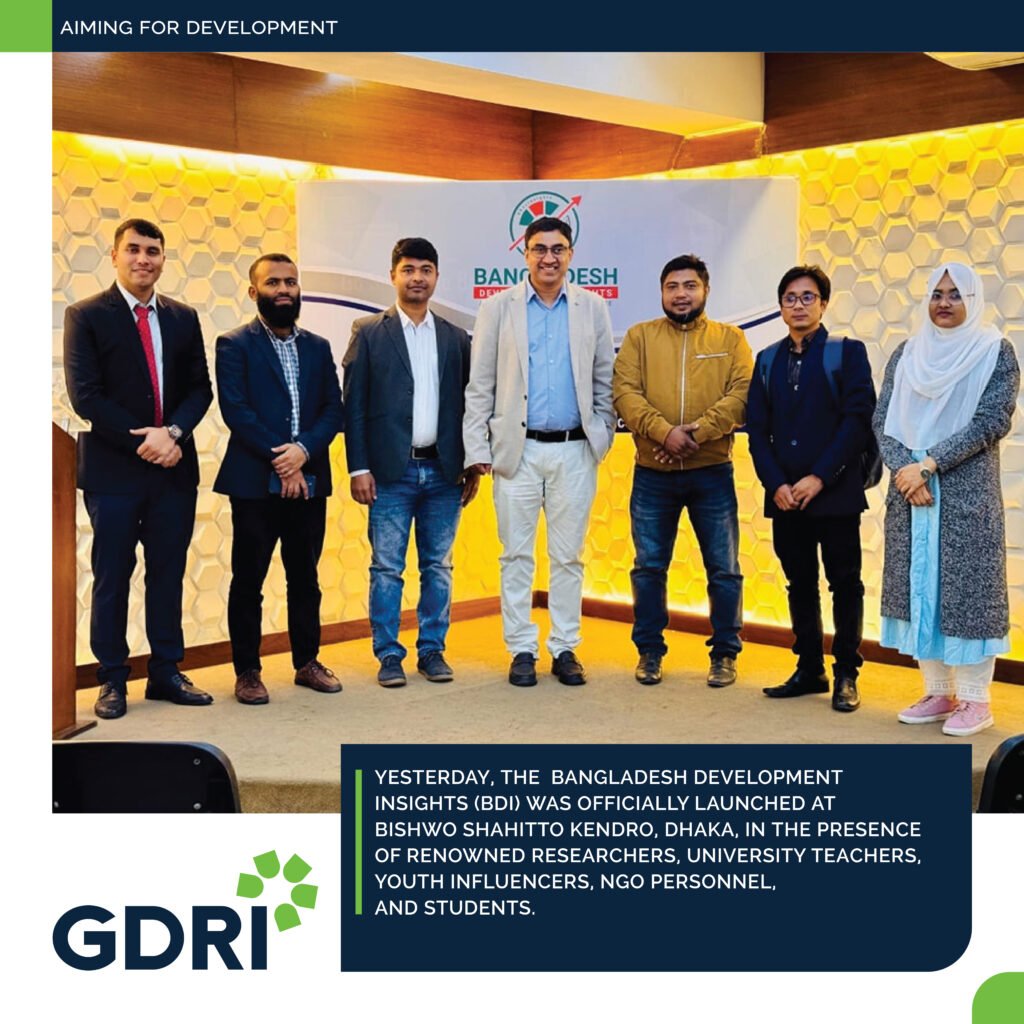 AIMING FOR DEVELOPMENT
BANGLADESH
YESTERDAY, THE BANGLADESH DEVELOPMENT
INSIGHTS (BDI) WAS OFFICIALLY LAUNCHED AT
BISHWO SHAHITTO KENDRO, DHAKA, IN THE PRESENCE
OF RENOWNED RESEARCHERS, UNIVERSITY TEACHERS,
YOUTH INFLUENCERS, NGO PERSONNEL,
AND STUDENTS.
GDRI